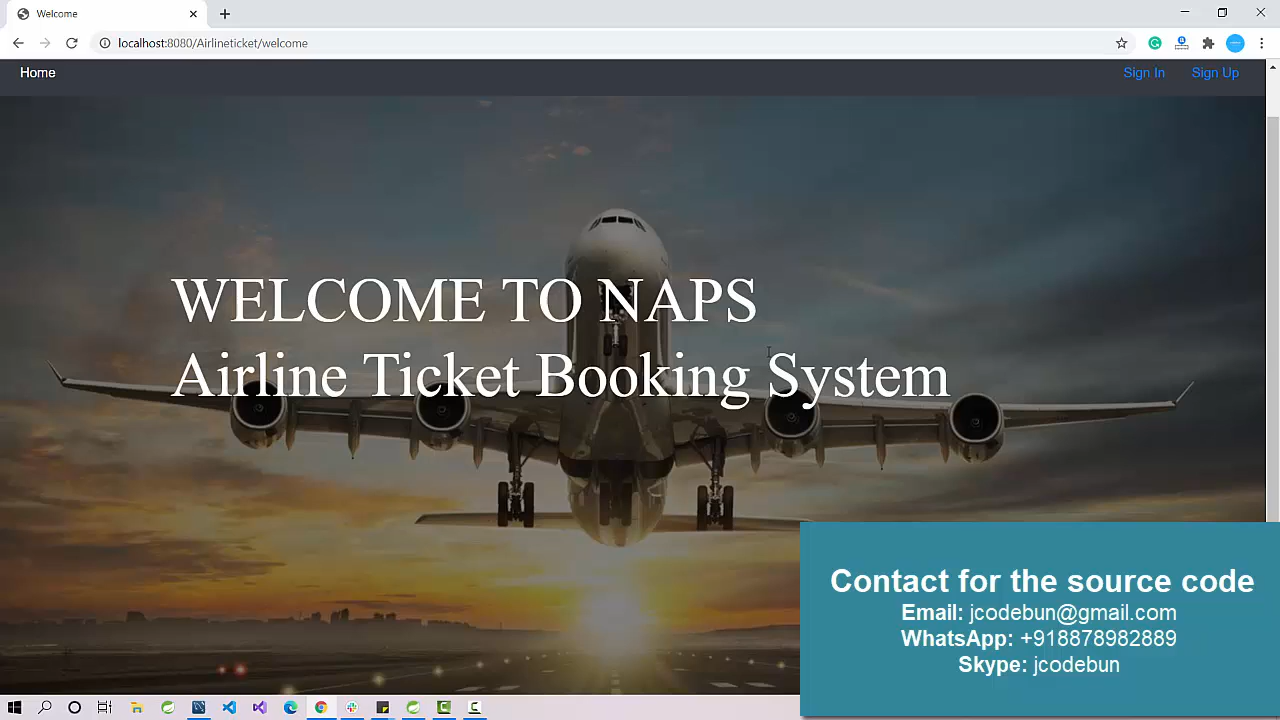 Welcome
localhost:8080/Airlineticket/welcome
Home
Sign In
Sign Up
WELCOME TO NAPS
Airline Ticket Booking System
Contact for the source code
Email: jcodebun@gmail.com
WhatsApp: +918878982889
Skype: jcodebun